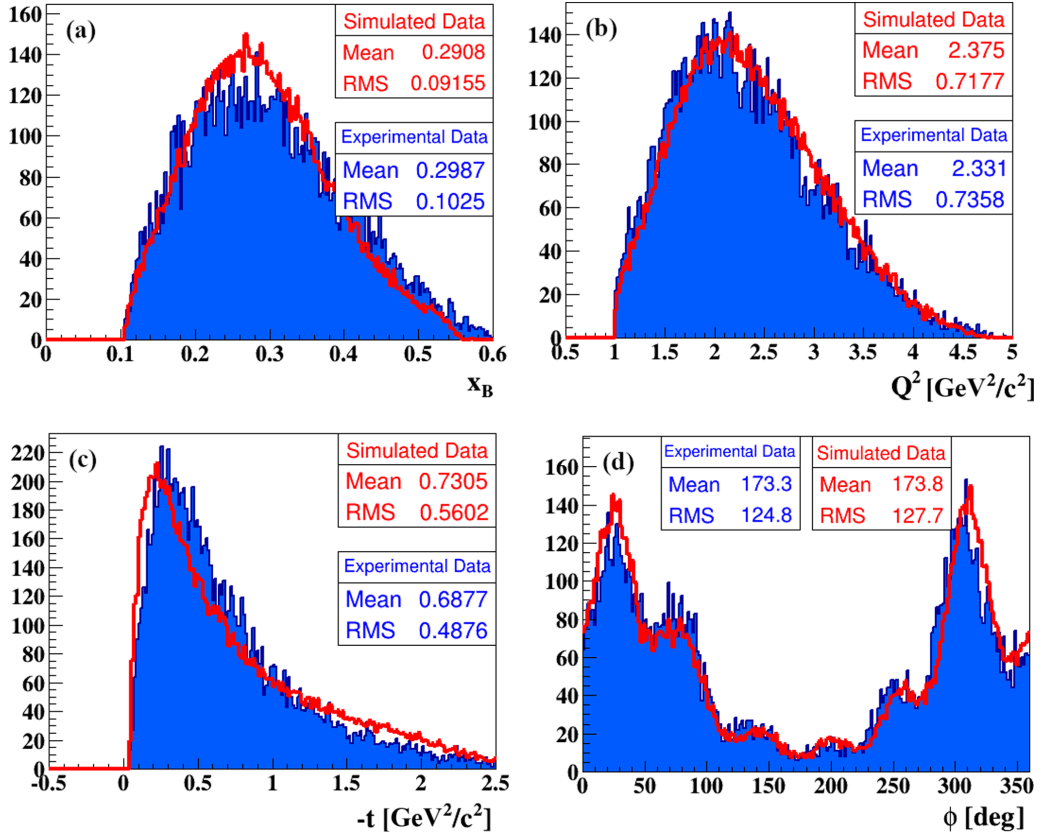 (a)
Simulated Data
Mean 0.2908
RMS 0.09155
Experimental Data
Mean 0.2987
RMS 0.1025
160
140
120
100
80
60
40
20
0
0 0.1 0.2 0.3 0.4 0.5 0.6
x_B
(b)
Simulated Data
Mean 2.375
RMS 0.7177
Experimental Data
Mean 2.331
RMS 0.7358
140
120
100
80
60
40
20
0
0.5 1 1.5 2 2.5 3 3.5 4 4.5 5
Q² [GeV²/c²]
(c)
Simulated Data
Mean 0.7305
RMS 0.5602
Experimental Data
Mean 0.6877
RMS 0.4876
220
200
180
160
140
120
100
80
60
40
20
0
-0.5 0 0.5 1 1.5 2 2.5
-t [GeV²/c²]
(d)
Experimental Data
Mean 173.3
RMS 124.8
Simulated Data
Mean 173.8
RMS 127.7
160
140
120
100
80
60
40
20
0
0 50 100 150 200 250 300 350
ϕ [deg]